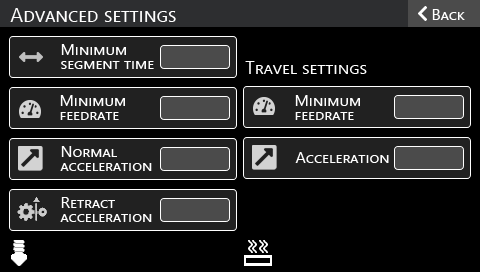 Advanced settings
Back
Minimum
segment time
Minimum
feedrate
Normal
acceleration
Retract
acceleration
Travel settings
Minimum
feedrate
Acceleration